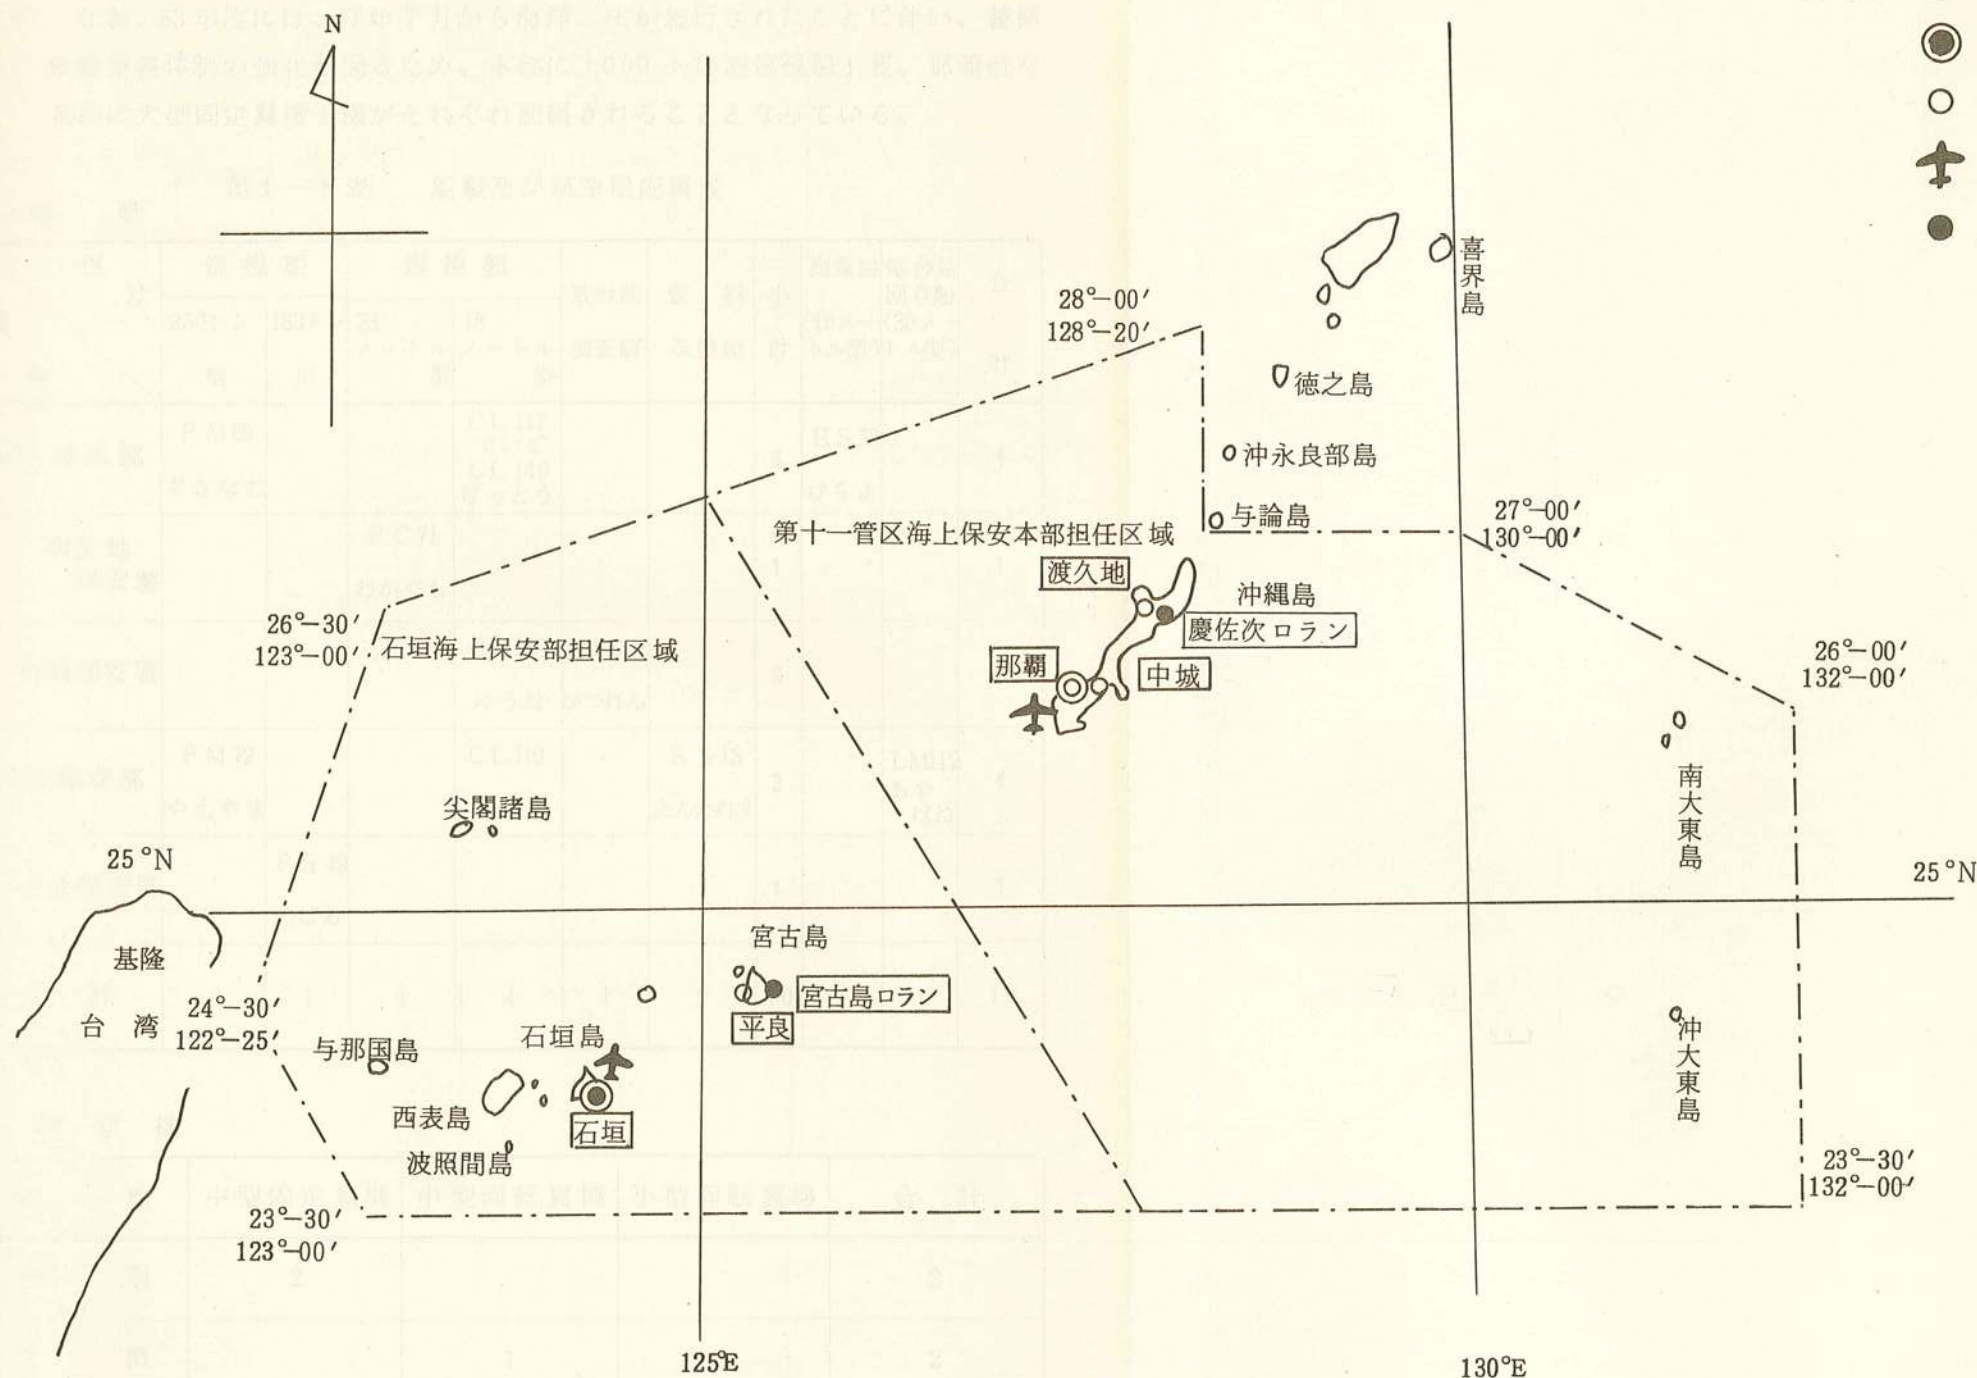 N
喜界島
28°-00′
128°-20′
徳之島
沖永良部島
与論島
27°-00′
130°-00′
第十一管区海上保安本部担任区域
渡久地
沖縄島
慶佐次ロラン
26°-30′
123°-00′
石垣海上保安部担任区域
那覇
中城
26°-00′
132°-00′
南大東島
尖閣諸島
25°N
25°N
宮古島
基隆
24°-30′
122°-25′
台湾
宮古島ロラン
平良
与那国島
石垣島
沖大東島
西表島
石垣
波照間島
23°-30′
132°-00′
23°-30′
123°-00′
125°E
130°E